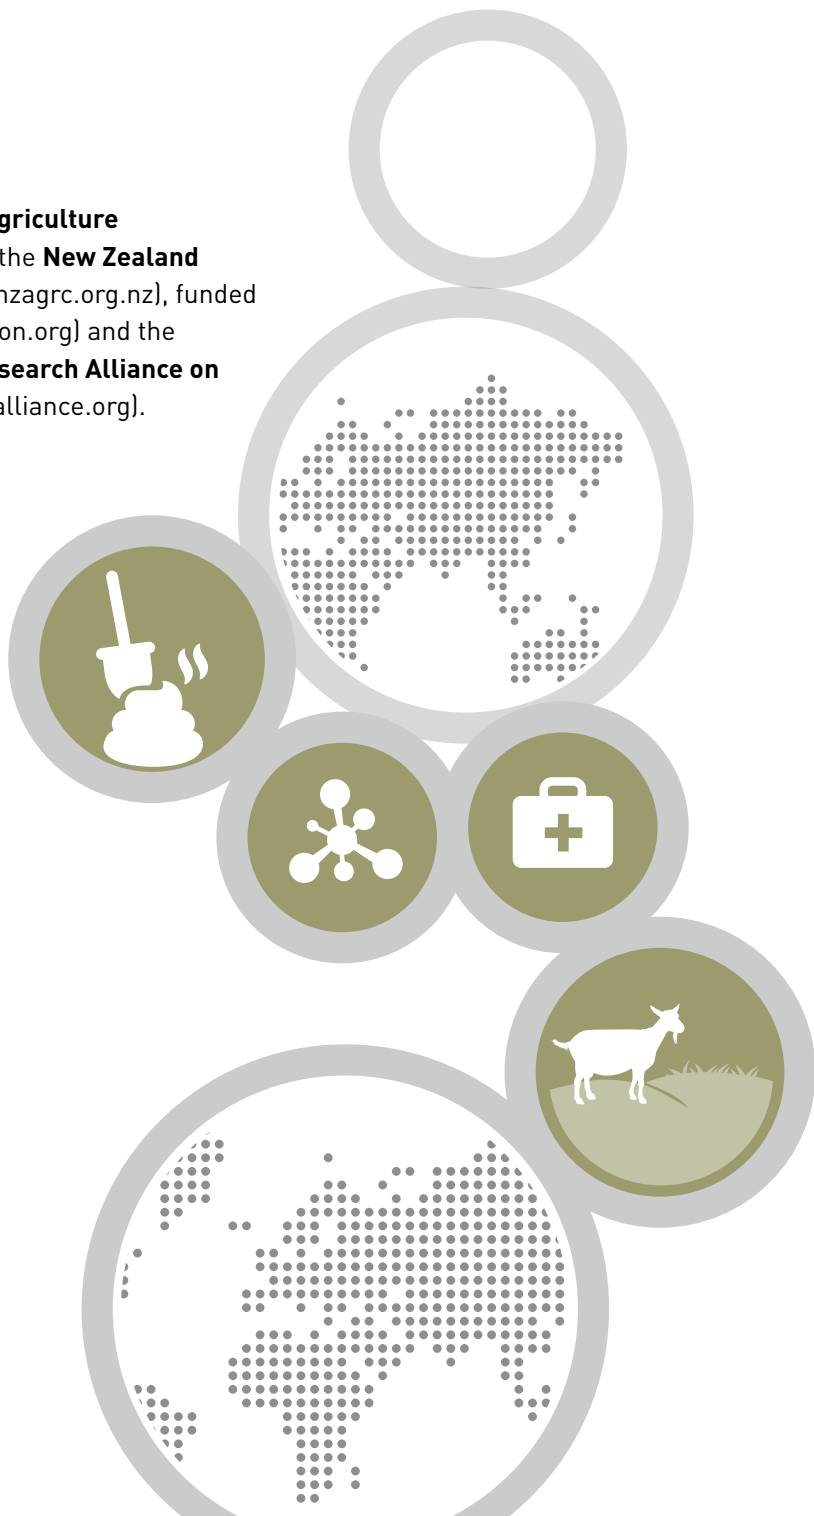 griculture
the New Zealand
nzagrc.org.nz), funded
on.org) and the
search Alliance on
alliance.org).